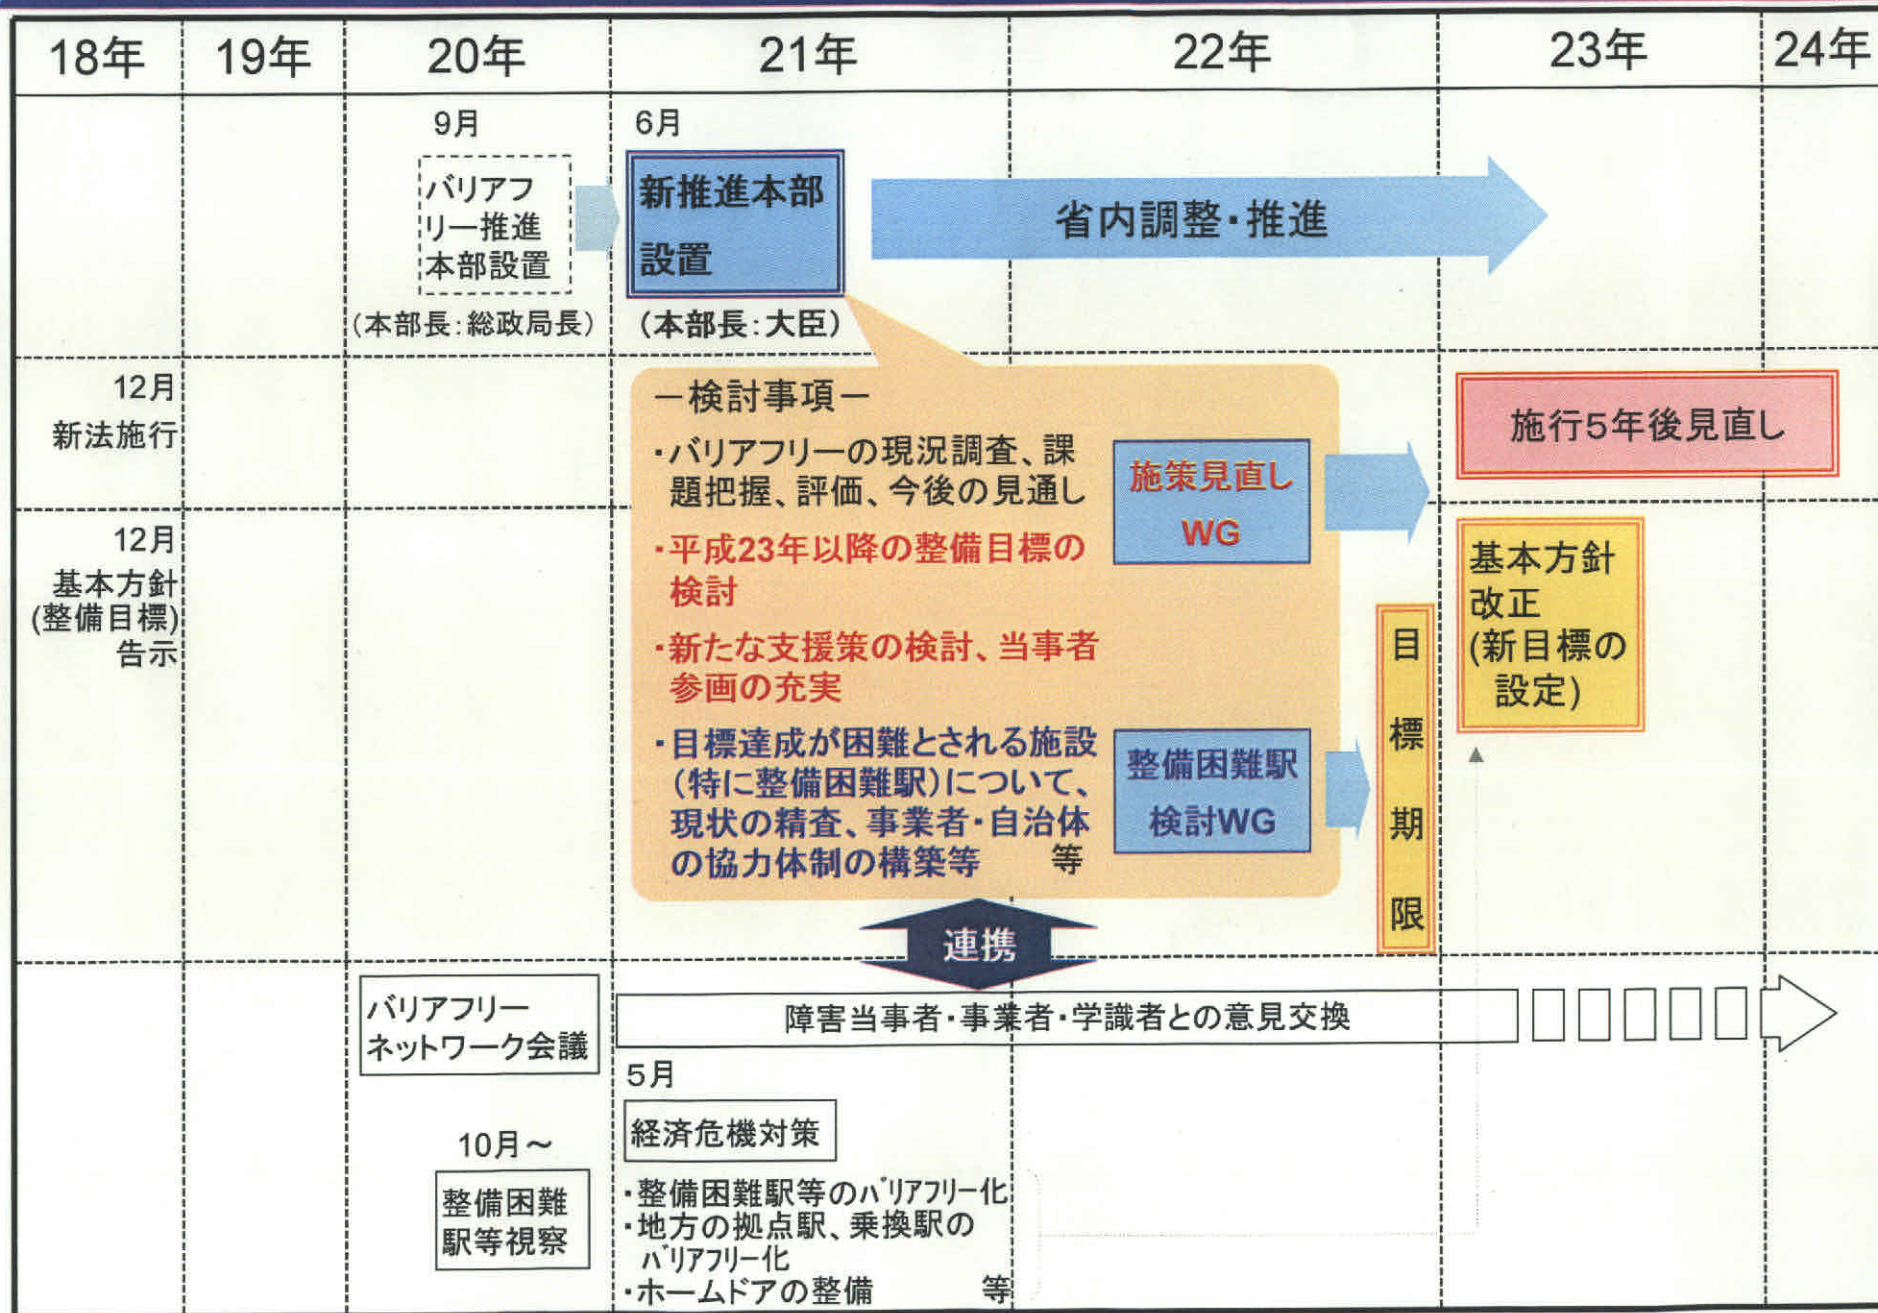 18年 19年 20年 21年 22年 23年 24年
9月
バリアフ
リー推進
本部設置
(本部長:総政局長)
6月
新推進本部
設置
(本部長:大臣)
省内調整・推進
12月
新法施行
12月
基本方針
(整備目標)
告示
－検討事項－
・バリアフリーの現況調査、課
題把握、評価、今後の見通し
・平成23年以降の整備目標の
検討
・新たな支援策の検討、当事者
参画の充実
・目標達成が困難とされる施設
(特に整備困難駅)について、
現状の精査、事業者・自治体
の協力体制の構築等 等
施策見直し
WG
整備困難駅
検討WG
目標期限
施行5年後見直し
基本方針
改正
(新目標の
設定)
連携
バリアフリー
ネットワーク会議
障害当事者・事業者・学識者との意見交換
10月～
整備困難
駅等視察
5月
経済危機対策
・整備困難駅等のバリアフリー化
・地方の拠点駅、乗換駅の
バリアフリー化
・ホームドアの整備 等